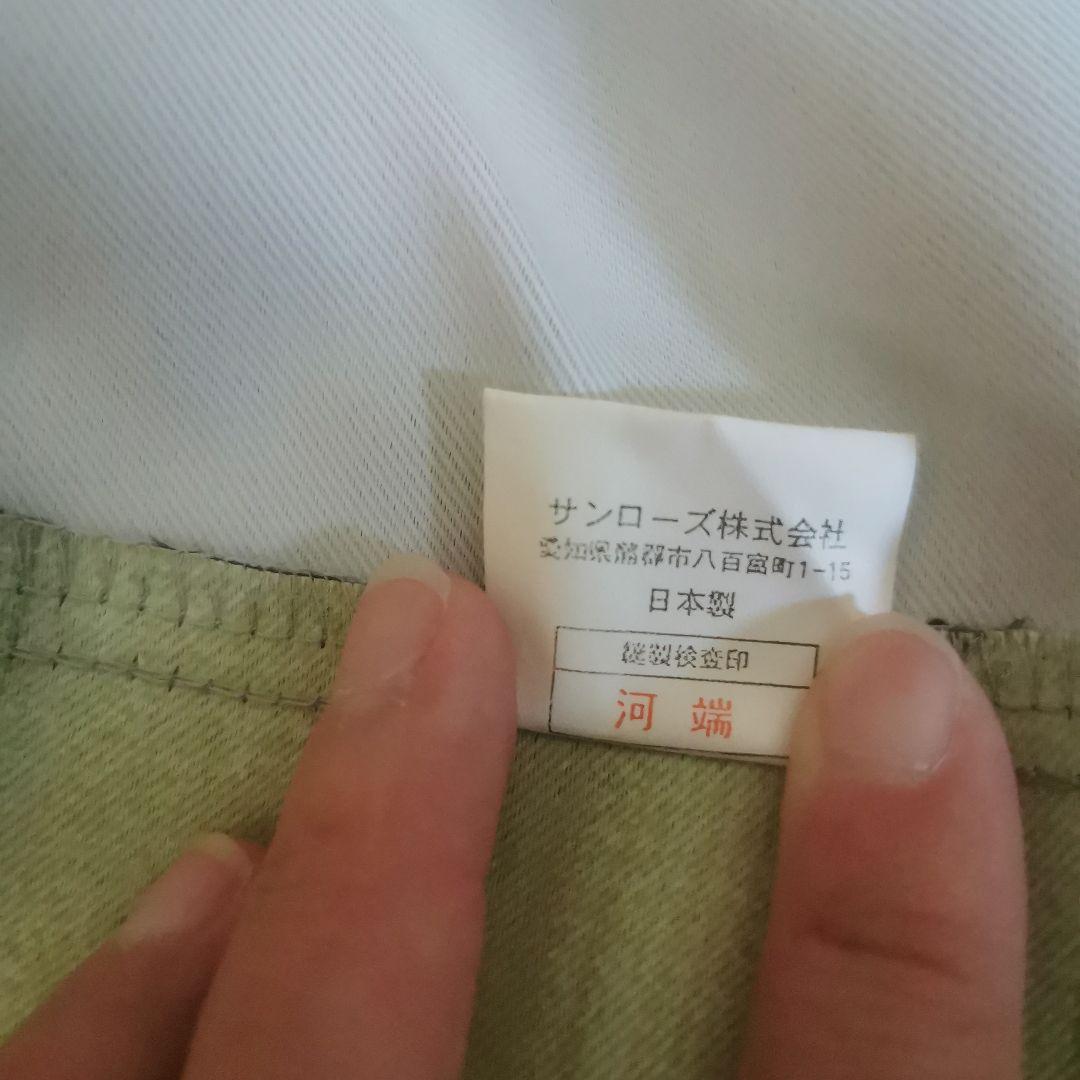 サンローズ株式会社
愛知県蒲郡市八百富町1-15
日本製
縫製検査印
河端